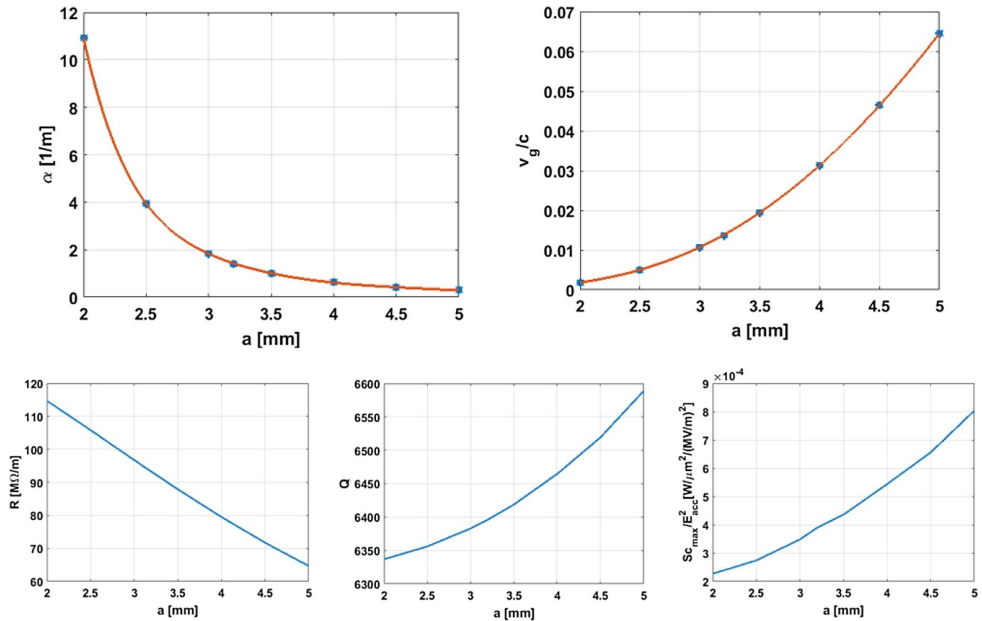 12
10
8
6
4
2
0
α [1/m]
2 2.5 3 3.5 4 4.5 5
a [mm]
0.07
0.06
0.05
0.04
0.03
0.02
0.01
0
v_g/c
2 2.5 3 3.5 4 4.5 5
a [mm]
120
110
100
90
80
70
60
R [MΩ/m]
2 2.5 3 3.5 4 4.5 5
a [mm]
6600
6550
6500
6450
6400
6350
6300
Q
2 2.5 3 3.5 4 4.5 5
a [mm]
×10⁻⁴
9
8
7
6
5
4
3
2
Sc_max/E²_acc[W/μm²/(MV/m)²]
2 2.5 3 3.5 4 4.5 5
a [mm]